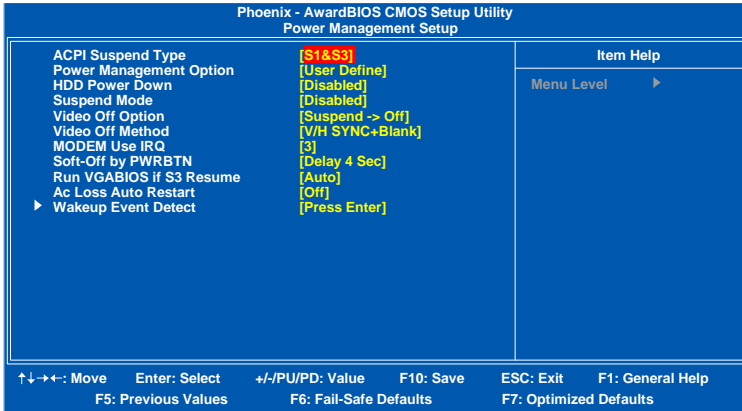 Phoenix - AwardBIOS CMOS Setup Utility
Power Management Setup
ACPI Suspend Type [S1&S3]
Power Management Option [User Define]
HDD Power Down [Disabled]
Suspend Mode [Disabled]
Video Off Option [Suspend -> Off]
Video Off Method [V/H SYNC+Blank]
MODEM Use IRQ [3]
Soft-Off by PWRBTN [Delay 4 Sec]
Run VGABIOS if S3 Resume [Auto]
Ac Loss Auto Restart [Off]
Wakeup Event Detect [Press Enter]
Item Help
Menu Level
↑↓→←: Move Enter: Select +/-/PU/PD: Value F10: Save ESC: Exit F1: General Help
F5: Previous Values F6: Fail-Safe Defaults F7: Optimized Defaults